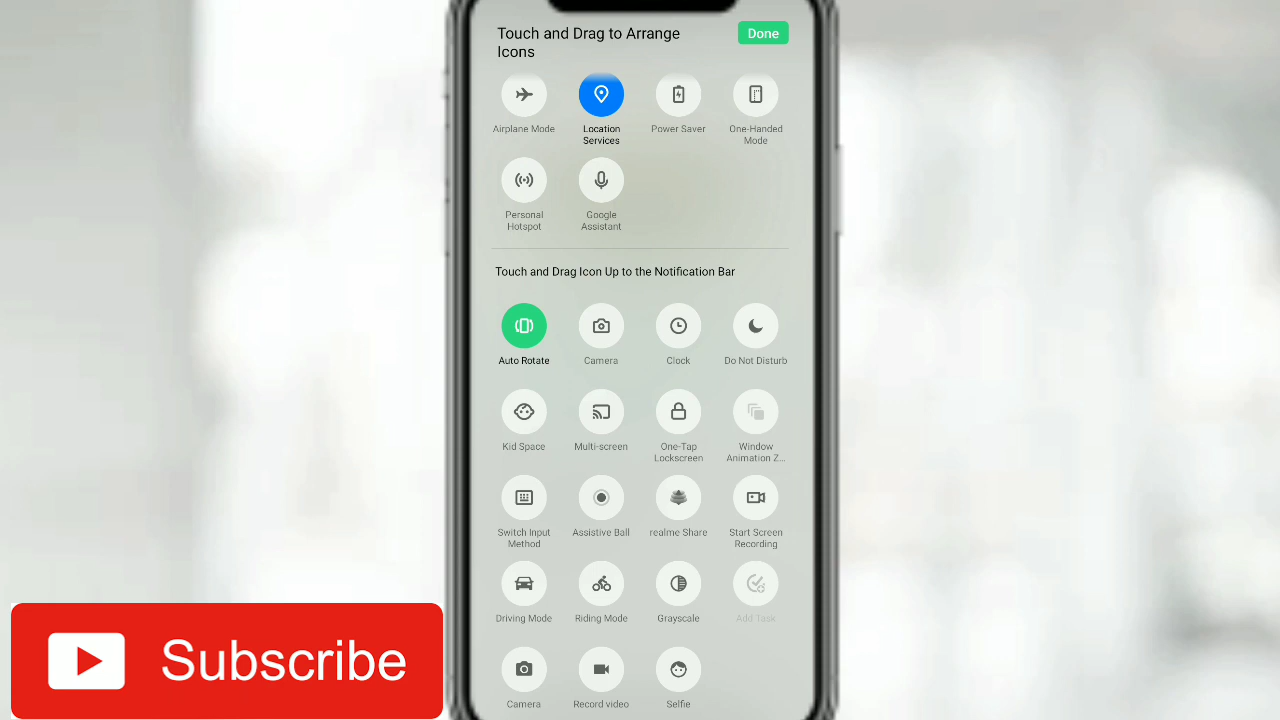 Touch and Drag to Arrange
Icons
Done
Airplane Mode
Location
Services
Power Saver
One-Handed
Mode
Personal
Hotspot
Google
Assistant
Touch and Drag Icon Up to the Notification Bar
Auto Rotate
Camera
Clock
Do Not Disturb
Kid Space
Multi-screen
One-Tap
Lockscreen
Window
Animation Z...
Switch Input
Method
Assistive Ball
realme Share
Start Screen
Recording
Driving Mode
Riding Mode
Grayscale
Add Task
Camera
Record video
Selfie
Subscribe